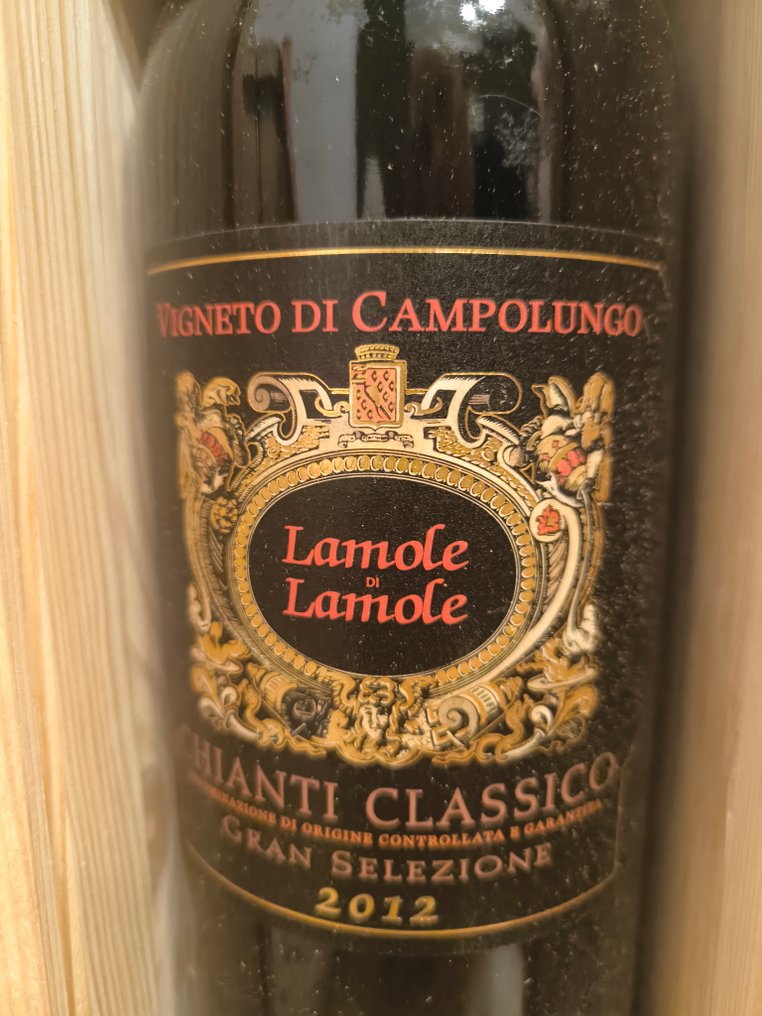 VIGNETO DI CAMPOLUNGO
Lamole
DI
Lamole
CHIANTI CLASSICO
DENOMINAZIONE DI ORIGINE CONTROLLATA E GARANTITA
GRAN SELEZIONE
2012